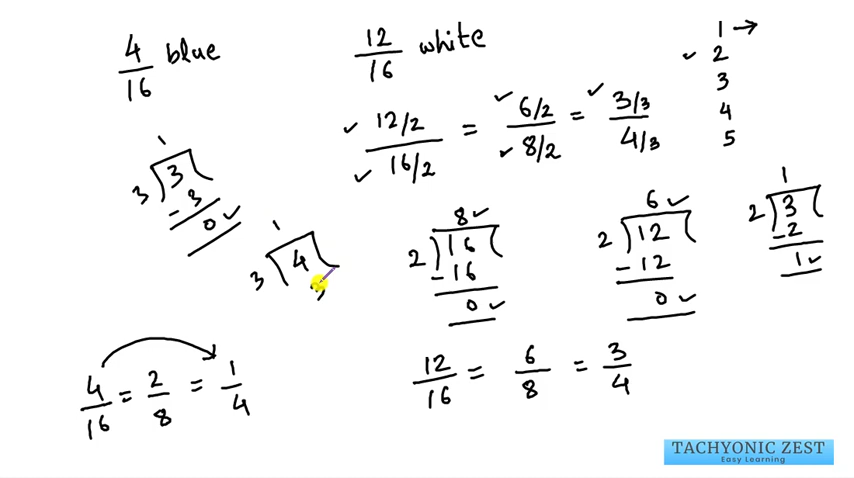 4/16 blue
12/16 white
1 →
✓ 2
3
4
5
✓ 12/2 / ✓ 16/2 = ✓ 6/2 / ✓ 8/2 = ✓ 3/3 / 4/3
1
3 ) 3 (
- 3
0 ✓
1
3 ) 4 (
3
8 ✓
2 ) 16 (
- 16
0 ✓
6 ✓
2 ) 12 (
- 12
0 ✓
1
2 ) 3 (
- 2
1 ✓
4/16 = 2/8 = 1/4
12/16 = 6/8 = 3/4
TACHYONIC ZEST
Easy Learning